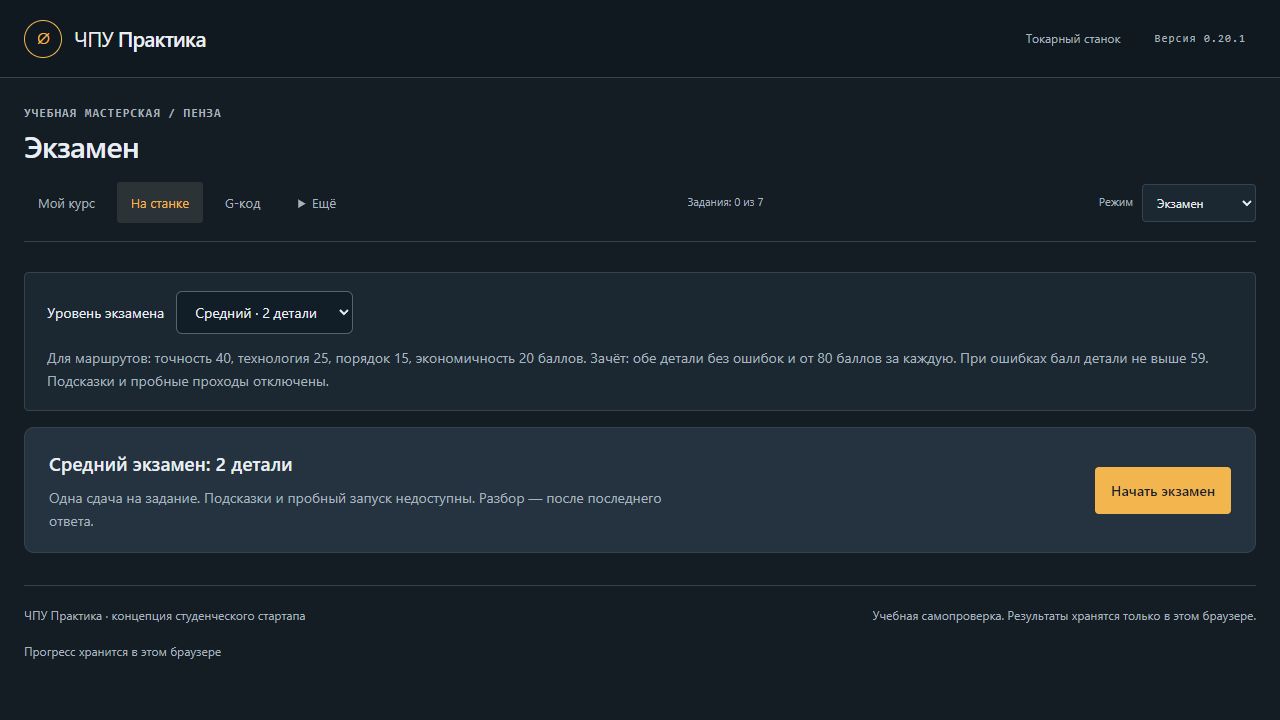 Ø ЧПУ Практика
Токарный станок
Версия 0.20.1
УЧЕБНАЯ МАСТЕРСКАЯ / ПЕНЗА
Экзамен
Мой курс
На станке
G-код
▶ Ещё
Задания: 0 из 7
Режим
Экзамен
Уровень экзамена
Средний · 2 детали
Для маршрутов: точность 40, технология 25, порядок 15, экономичность 20 баллов. Зачёт: обе детали без ошибок и от 80 баллов за каждую. При ошибках балл детали не выше 59.
Подсказки и пробные проходы отключены.
Средний экзамен: 2 детали
Одна сдача на задание. Подсказки и пробный запуск недоступны. Разбор — после последнего
ответа.
Начать экзамен
ЧПУ Практика · концепция студенческого стартапа
Учебная самопроверка. Результаты хранятся только в этом браузере.
Прогресс хранится в этом браузере